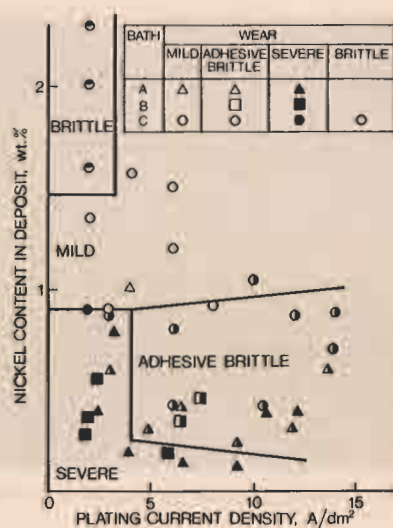 BATH WEAR
MILD ADHESIVE BRITTLE SEVERE BRITTLE
A
B
C
2
BRITTLE
MILD
1
ADHESIVE BRITTLE
SEVERE
0 5 10 15
NICKEL CONTENT IN DEPOSIT, wt.%
PLATING CURRENT DENSITY, A/dm²